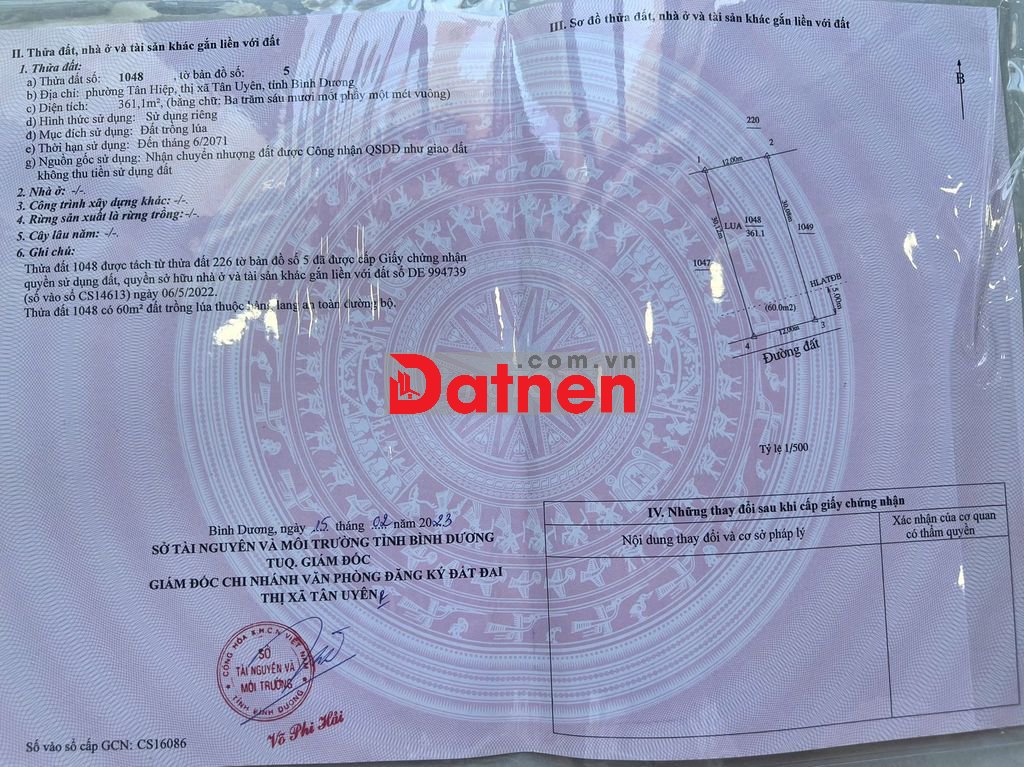 II. Thửa đất, nhà ở và tài sản khác gắn liền với đất
1. Thửa đất:
a) Thửa đất số: 1048 , tờ bản đồ số: 5
b) Địa chỉ: phường Tân Hiệp, thị xã Tân Uyên, tỉnh Bình Dương
c) Diện tích: 361,1m², (bằng chữ: Ba trăm sáu mươi mốt phẩy một mét vuông)
d) Hình thức sử dụng: Sử dụng riêng
đ) Mục đích sử dụng: Đất trồng lúa
e) Thời hạn sử dụng: Đến tháng 6/2071
g) Nguồn gốc sử dụng: Nhận chuyển nhượng đất được Công nhận QSDĐ như giao đất
không thu tiền sử dụng đất
2. Nhà ở: -/-.
3. Công trình xây dựng khác: -/-.
4. Rừng sản xuất là rừng trồng: -/-.
5. Cây lâu năm: -/-.
6. Ghi chú:
Thửa đất 1048 được tách từ thửa đất 226 tờ bản đồ số 5 đã được cấp Giấy chứng nhận
quyền sử dụng đất, quyền sở hữu nhà ở và tài sản khác gắn liền với đất số DE 994739
(số vào sổ CS14613) ngày 06/5/2022.
Thửa đất 1048 có 60m² đất trồng lúa thuộc hành lang an toàn đường bộ.
Bình Dương, ngày 15 tháng 02 năm 2023
SỞ TÀI NGUYÊN VÀ MÔI TRƯỜNG TỈNH BÌNH DƯƠNG
TUQ. GIÁM ĐỐC
GIÁM ĐỐC CHI NHÁNH VĂN PHÒNG ĐĂNG KÝ ĐẤT ĐAI
THỊ XÃ TÂN UYÊN
CỘNG HÒA X.H.C.N VIỆT NAM
SỞ
TÀI NGUYÊN VÀ
MÔI TRƯỜNG
TỈNH BÌNH DƯƠNG
Võ Phi Hải
Số vào sổ cấp GCN: CS16086
III. Sơ đồ thửa đất, nhà ở và tài sản khác gắn liền với đất
B
220
1
12.00m
2
30.12m
LUA
1048
361.1
30.08m
1049
1047
HLATĐB
5.00m
(60.0m2)
12.00m
3
4
Đường đất
Tỷ lệ 1/500
.com.vn
Datnen
IV. Những thay đổi sau khi cấp giấy chứng nhận
Nội dung thay đổi và cơ sở pháp lý
Xác nhận của cơ quan
có thẩm quyền